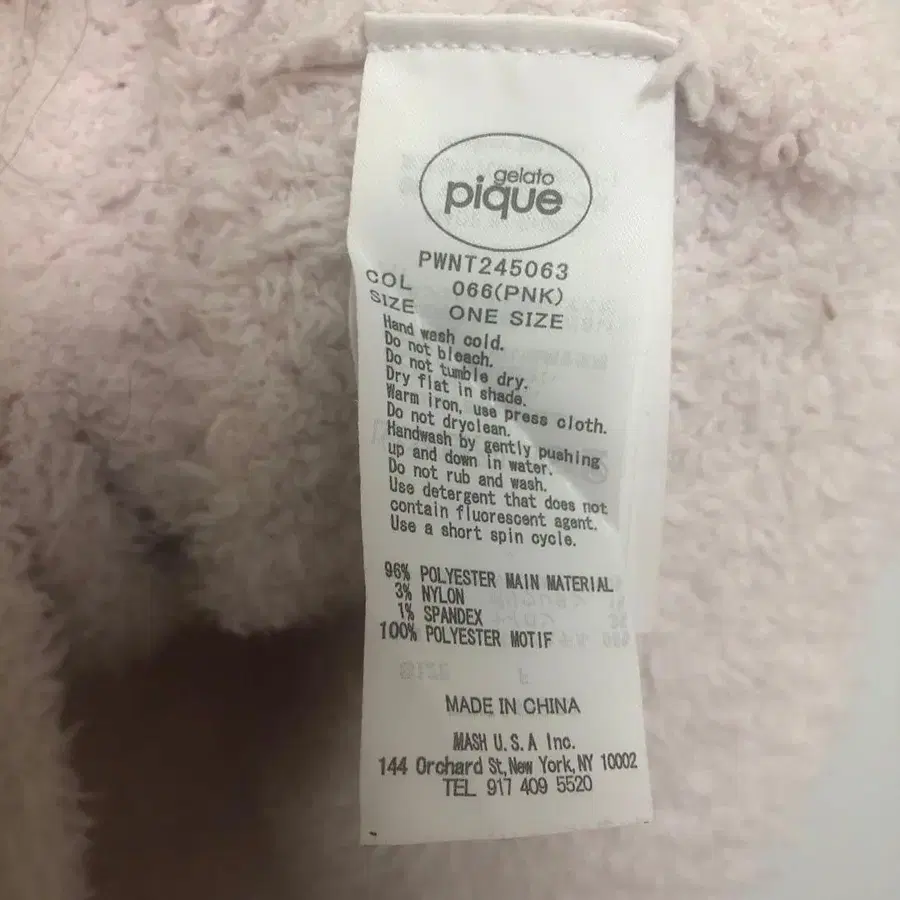 gelato
pique
PWNT245063
COL 066(PNK)
SIZE ONE SIZE
Hand wash cold.
Do not bleach.
Do not tumble dry.
Dry flat in shade.
Warm iron, use press cloth.
Do not dryclean.
Handwash by gently pushing
up and down in water.
Do not rub and wash.
Use detergent that does not
contain fluorescent agent.
Use a short spin cycle.
96% POLYESTER MAIN MATERIAL
3% NYLON
1% SPANDEX
100% POLYESTER MOTIF
MADE IN CHINA
MASH U.S.A Inc.
144 Orchard St, New York, NY 10002
TEL 917 409 5520